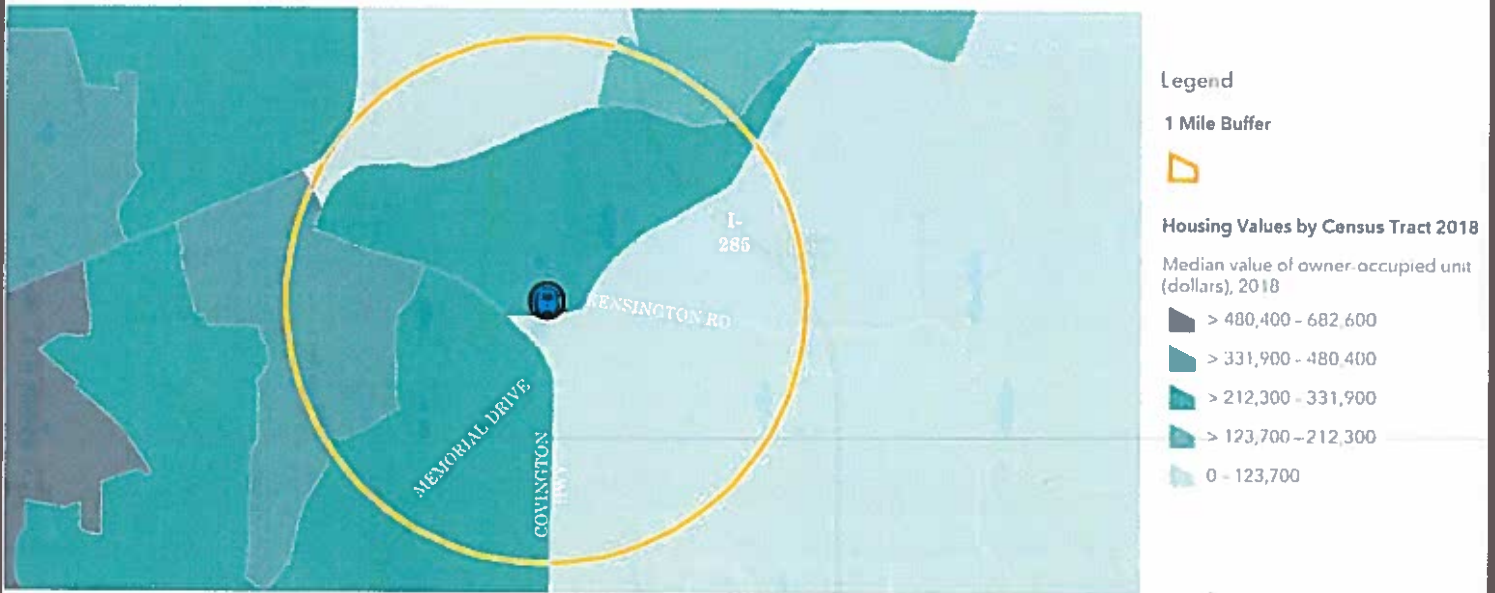 I-
285
KENSINGTON RD
MEMORIAL DRIVE
COVINGTON
HWY
Legend
1 Mile Buffer
Housing Values by Census Tract 2018
Median value of owner-occupied unit
(dollars), 2018
> 480,400 - 682,600
> 331,900 - 480,400
> 212,300 - 331,900
> 123,700 - 212,300
0 - 123,700